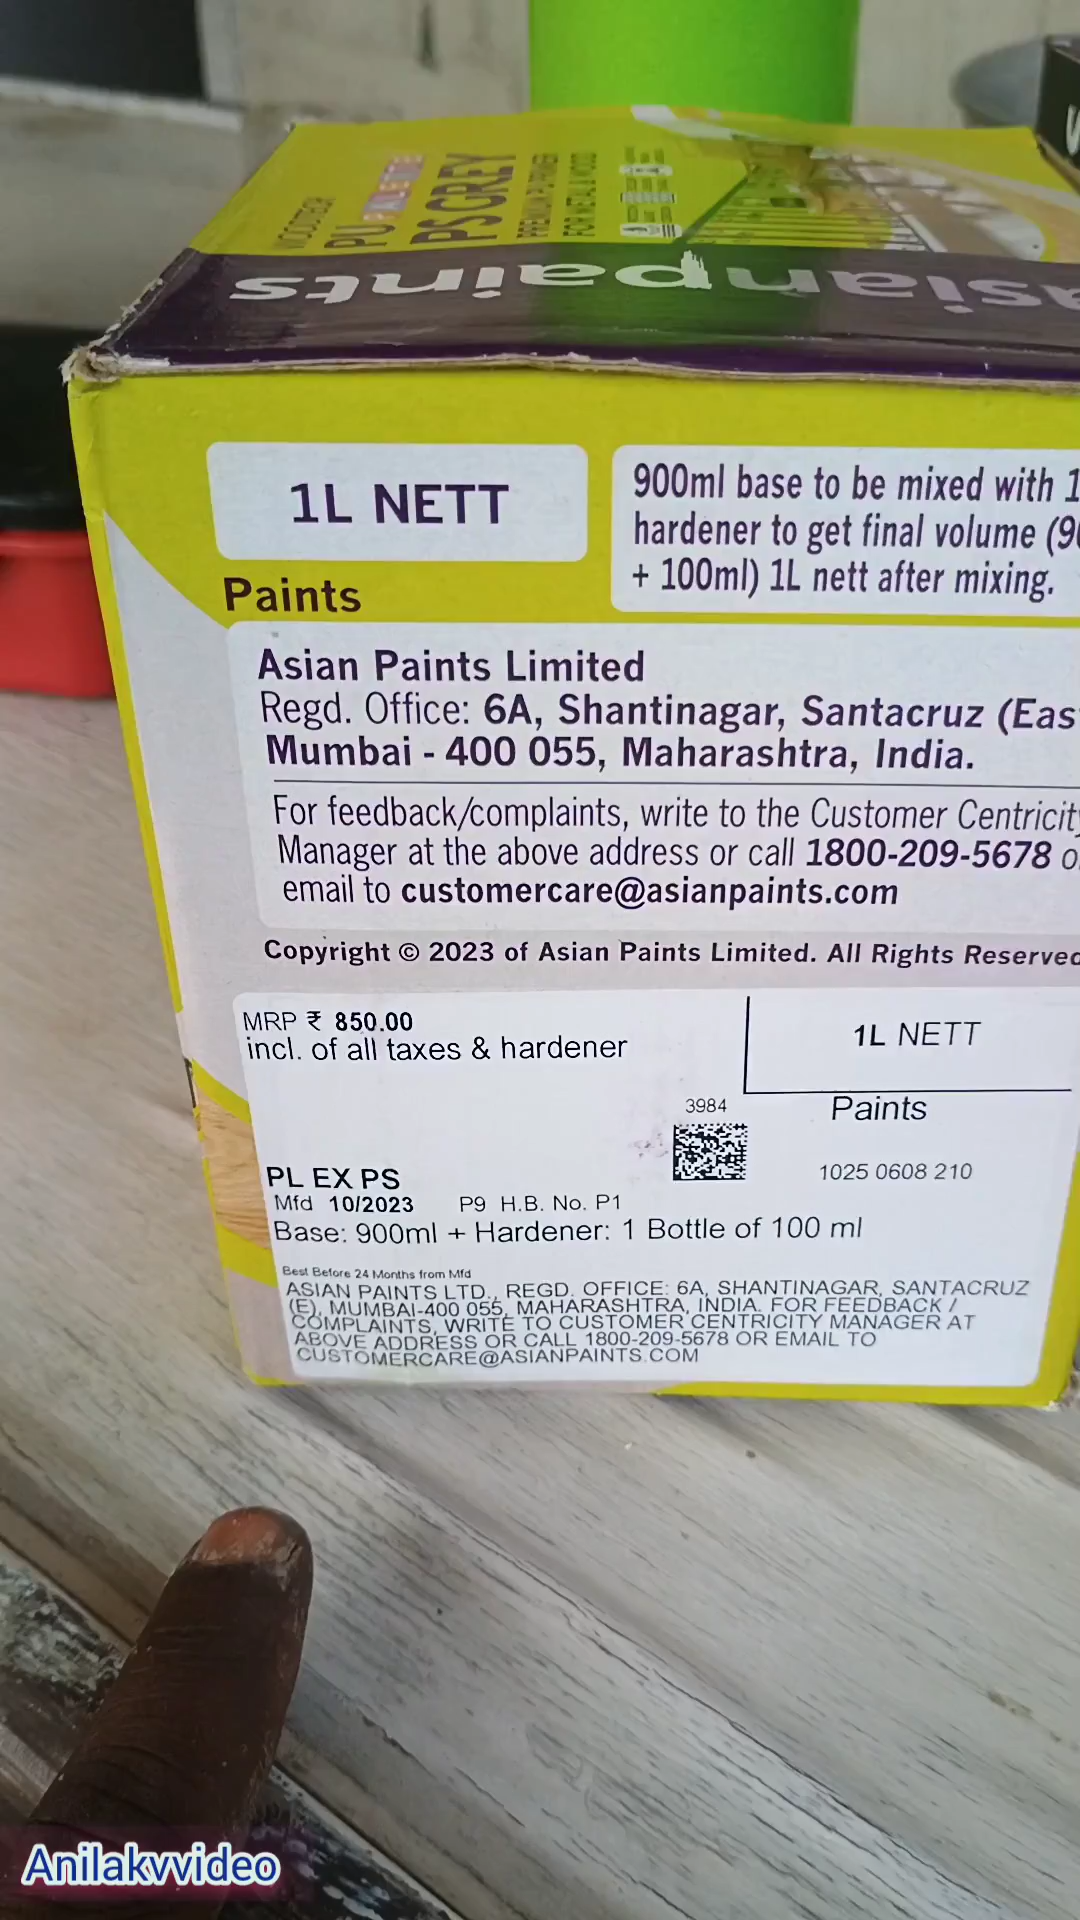 WOODTECH
PU PALETTE
PS GREY
PREMIUM PU PRIMER
FOR METAL & WOOD
asianpaints
1L NETT
900ml base to be mixed with 1
hardener to get final volume (90
+ 100ml) 1L nett after mixing.
Paints
Asian Paints Limited
Regd. Office: 6A, Shantinagar, Santacruz (Eas
Mumbai - 400 055, Maharashtra, India.
For feedback/complaints, write to the Customer Centricity
Manager at the above address or call 1800-209-5678 o
email to customercare@asianpaints.com
Copyright © 2023 of Asian Paints Limited. All Rights Reserved
MRP ₹ 850.00
incl. of all taxes & hardener
1L NETT
3984
Paints
1025 0608 210
PL EX PS
Mfd 10/2023 P9 H.B. No. P1
Base: 900ml + Hardener: 1 Bottle of 100 ml
Best Before 24 Months from Mfd
ASIAN PAINTS LTD., REGD. OFFICE: 6A, SHANTINAGAR, SANTACRUZ
(E), MUMBAI-400 055, MAHARASHTRA, INDIA. FOR FEEDBACK /
COMPLAINTS, WRITE TO CUSTOMER CENTRICITY MANAGER AT
ABOVE ADDRESS OR CALL 1800-209-5678 OR EMAIL TO
CUSTOMERCARE@ASIANPAINTS.COM
Anilakvvideo